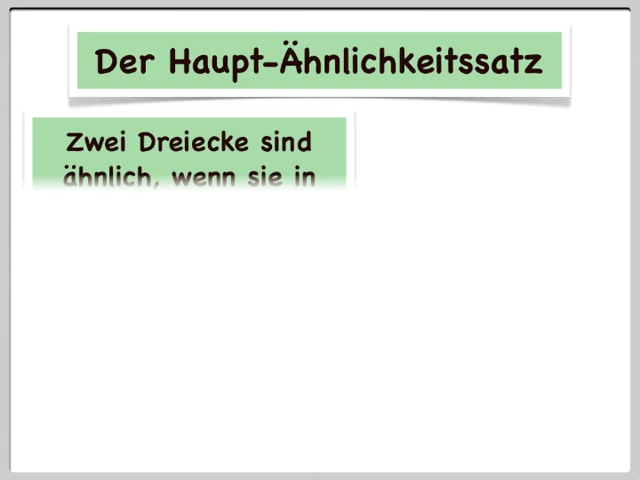 Der Haupt-Ähnlichkeitssatz
Zwei Dreiecke sind
ähnlich, wenn sie in